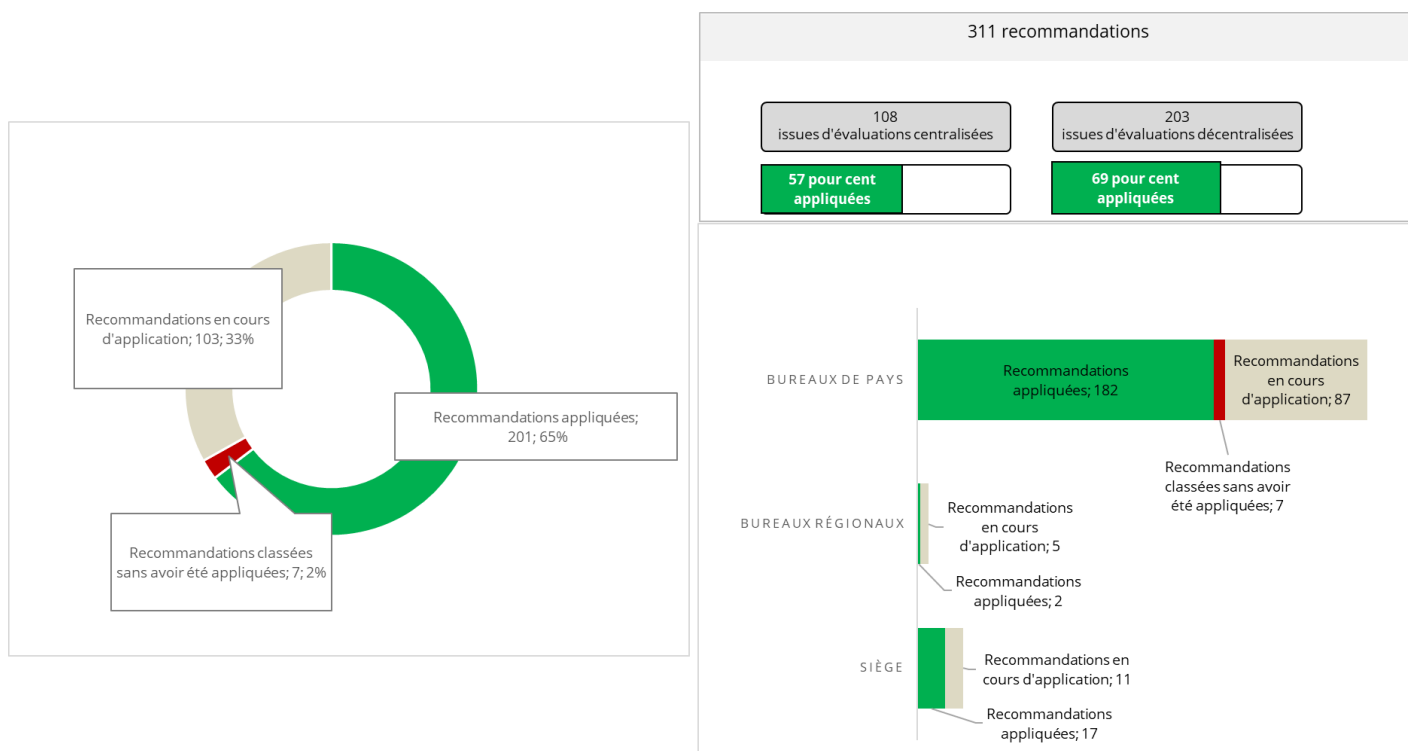 311 recommandations
108
issues d'évaluations centralisées
203
issues d'évaluations décentralisées
57 pour cent
appliquées
69 pour cent
appliquées
Recommandations en cours
d'application; 103; 33%
Recommandations appliquées;
201; 65%
Recommandations classées
sans avoir été appliquées; 7; 2%
BUREAUX DE PAYS
Recommandations
appliquées; 182
Recommandations
en cours
d'application; 87
Recommandations
classées sans avoir
été appliquées; 7
BUREAUX RÉGIONAUX
Recommandations
en cours
d'application; 5
Recommandations
appliquées; 2
SIÈGE
Recommandations en
cours d'application; 11
Recommandations
appliquées; 17